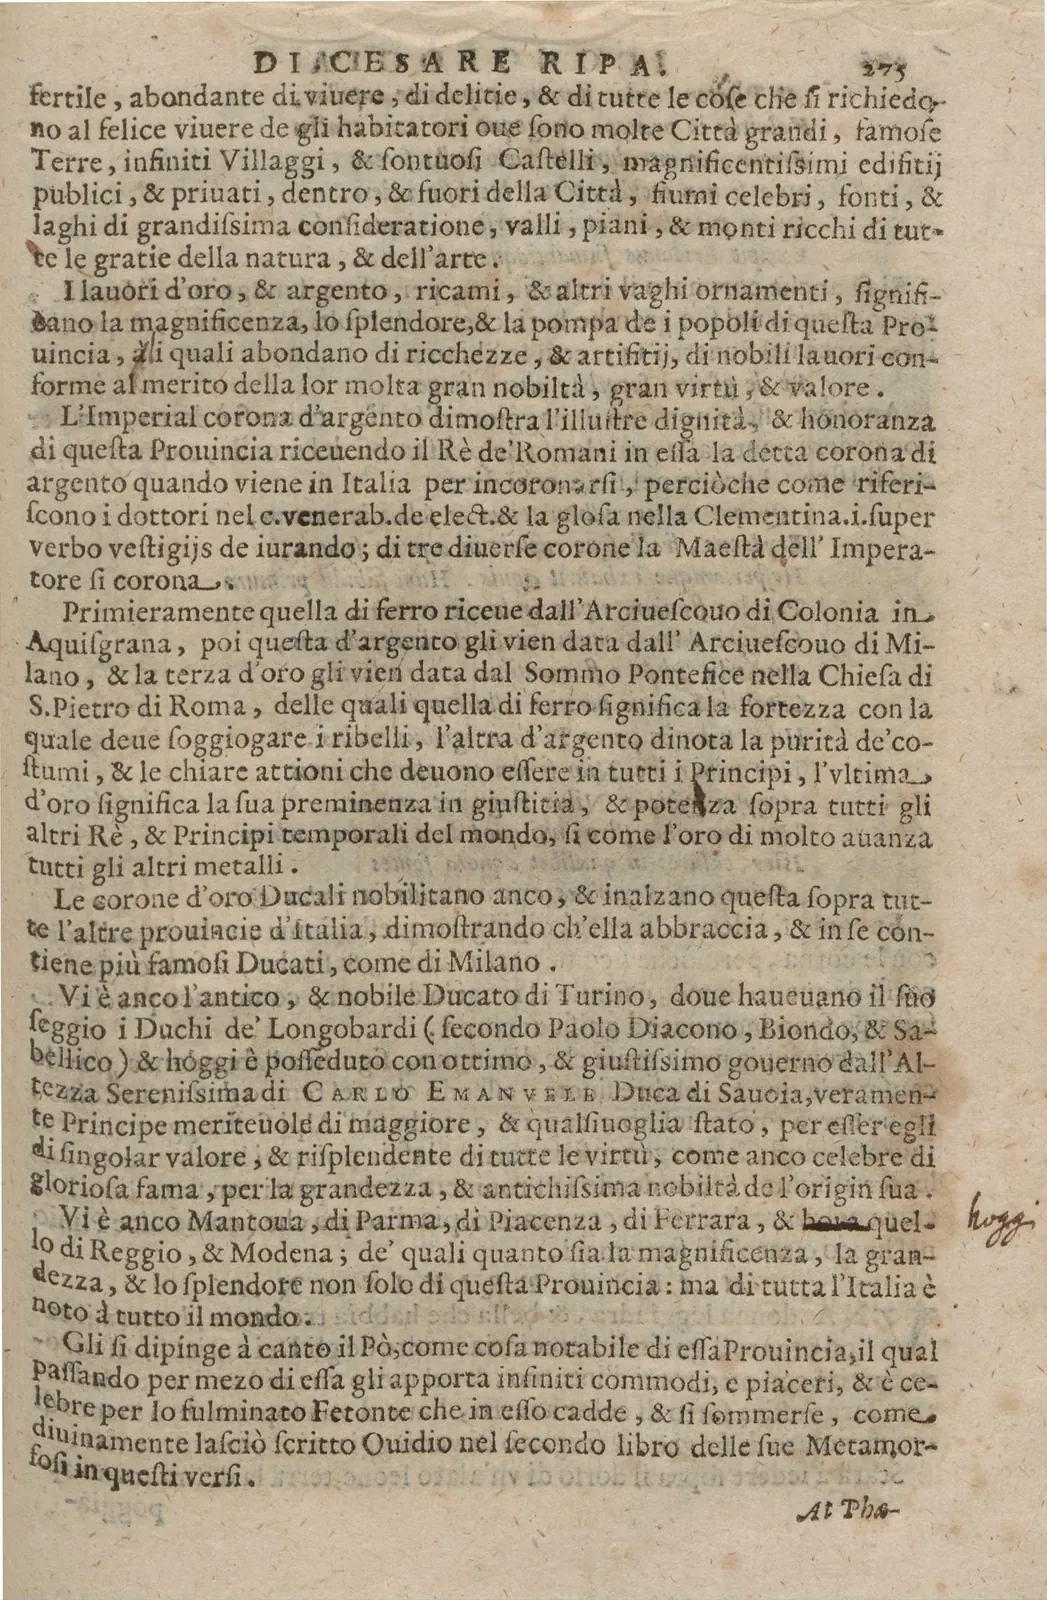 DI CESARE RIPA. 275
fertile, abondante di viuere, di delitie, & di tutte le cose che si richiedo-
no al felice viuere de gli habitatori oue sono molte Città grandi, famose
Terre, infiniti Villaggi, & sontuosi Castelli, magnificentissimi edifitij
publici, & priuati, dentro, & fuori della Città, fiumi celebri, fonti, &
laghi di grandissima consideratione, valli, piani, & monti ricchi di tut-
te le gratie della natura, & dell'arte.
I lauori d'oro, & argento, ricami, & altri vaghi ornamenti, signifi-
cano la magnificenza, lo splendore, & la pompa de i popoli di questa Pro-
uincia, li quali abondano di ricchezze, & artifitij, di nobili lauori con-
forme al merito della lor molta gran nobiltà, gran virtù, & valore.
L'Imperial corona d'argento dimostra l'illustre dignità, & honoranza
di questa Prouincia riceuendo il Rè de'Romani in essa la detta corona di
argento quando viene in Italia per incoronarsi, perciòche come riferi-
scono i dottori nel c.venerab.de elect.& la glosa nella Clementina.i.super
verbo vestigijs de iurando; di tre diuerse corone la Maestà dell'Impera-
tore si corona.
Primieramente quella di ferro riceue dall'Arciuescouo di Colonia in
Aquisgrana, poi questa d'argento gli vien data dall'Arciuescouo di Mi-
lano, & la terza d'oro gli vien data dal Sommo Pontefice nella Chiesa di
S.Pietro di Roma, delle quali quella di ferro significa la fortezza con la
quale deue soggiogare i ribelli, l'altra d'argento dinota la purità de'co-
stumi, & le chiare attioni che deuono essere in tutti i Principi, l'vltima
d'oro significa la sua preminenza in giustitia, & potenza sopra tutti gli
altri Rè, & Principi temporali del mondo, si come l'oro di molto auanza
tutti gli altri metalli.
Le corone d'oro Ducali nobilitano anco, & inalzano questa sopra tut-
te l'altre prouincie d'Italia, dimostrando ch'ella abbraccia, & in se con-
tiene più famosi Ducati, come di Milano.
Vi è anco l'antico, & nobile Ducato di Turino, doue haueuano il suo
seggio i Duchi de' Longobardi (secondo Paolo Diacono, Biondo, & Sa-
bellico) & hoggi è posseduto con ottimo, & giustissimo gouerno dall'Al-
tezza Serenissima di CARLO EMANVELE Duca di Sauoia, veramen-
te Principe meriteuole di maggiore, & qualsiuoglia stato, per esser egli
di singolar valore, & risplendente di tutte le virtù, come anco celebre di
gloriosa fama, per la grandezza, & antichissima nobiltà de l'origin sua.
Vi è anco Mantoua, di Parma, di Piacenza, di Ferrara, & hora quel- hoggi
lo di Reggio, & Modena; de' quali quanto sia la magnificenza, la gran-
dezza, & lo splendore non solo di questa Prouincia: ma di tutta l'Italia è
noto à tutto il mondo.
Gli si dipinge à canto il Pò, come cosa notabile di essa Prouincia, il qual
passando per mezo di essa gli apporta infiniti commodi, e piaceri, & è ce-
lebre per lo fulminato Fetonte che in esso cadde, & si sommerse, come
diuinamente lasciò scritto Ouidio nel secondo libro delle sue Metamor-
fosi in questi versi.
At Phæ-